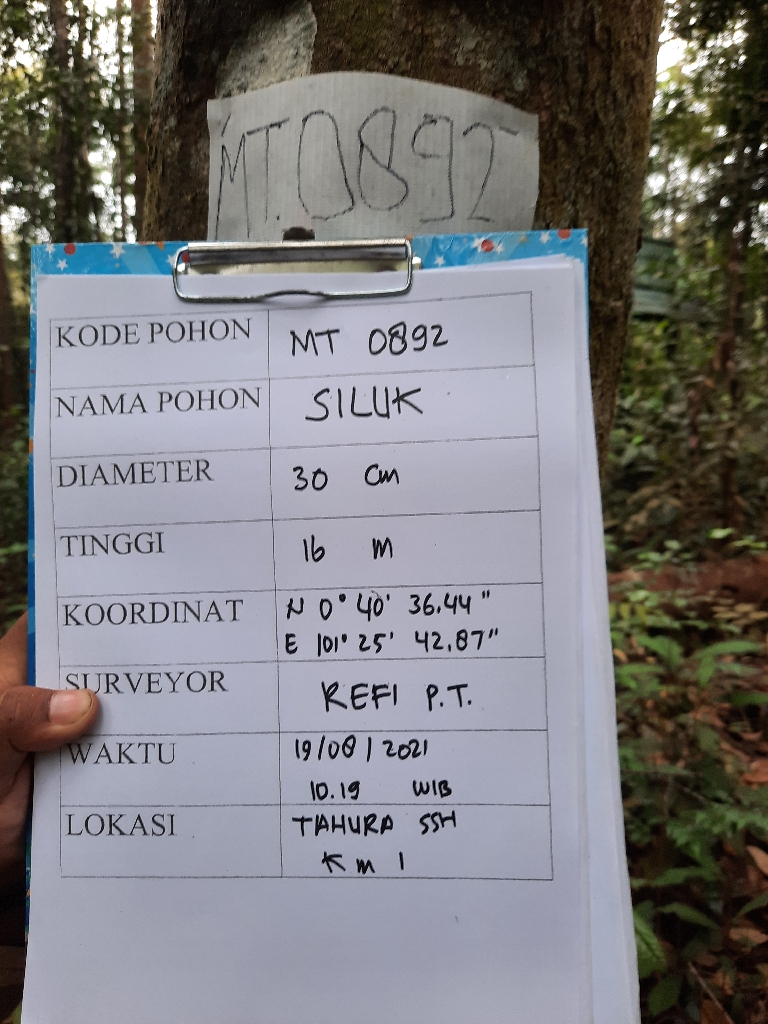 MT.0892
KODE POHON MT 0892
NAMA POHON SILUK
DIAMETER 30 cm
TINGGI 16 m
KOORDINAT N 0° 40' 36.44"
E 101° 25' 42.87"
SURVEYOR REFI P.T.
WAKTU 19/08/2021
10.19 WIB
LOKASI TAHURA SSH
Km 1